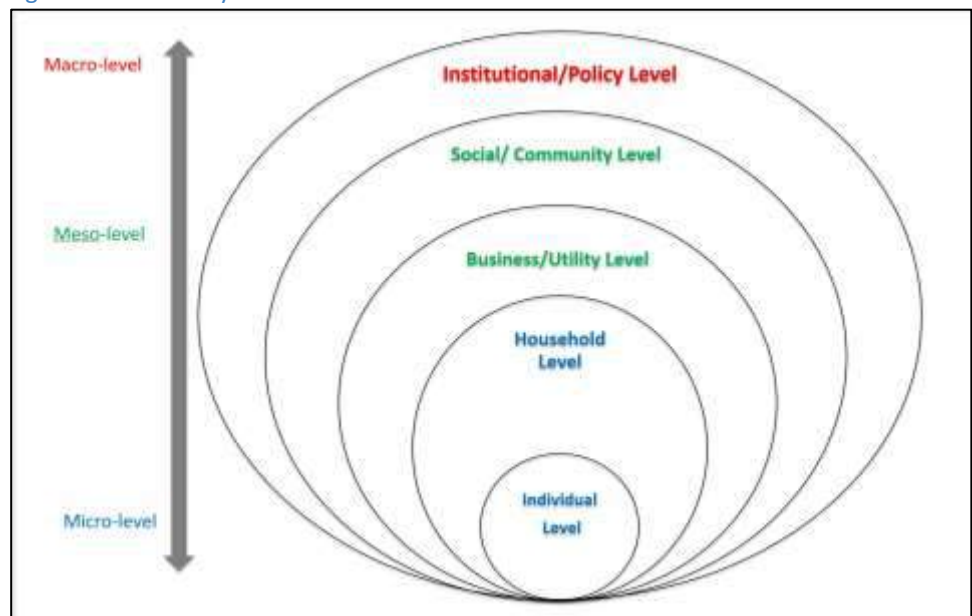 Macro-level
Institutional/Policy Level
Social/ Community Level
Meso-level
Business/Utility Level
Household
Level
Micro-level
Individual
Level